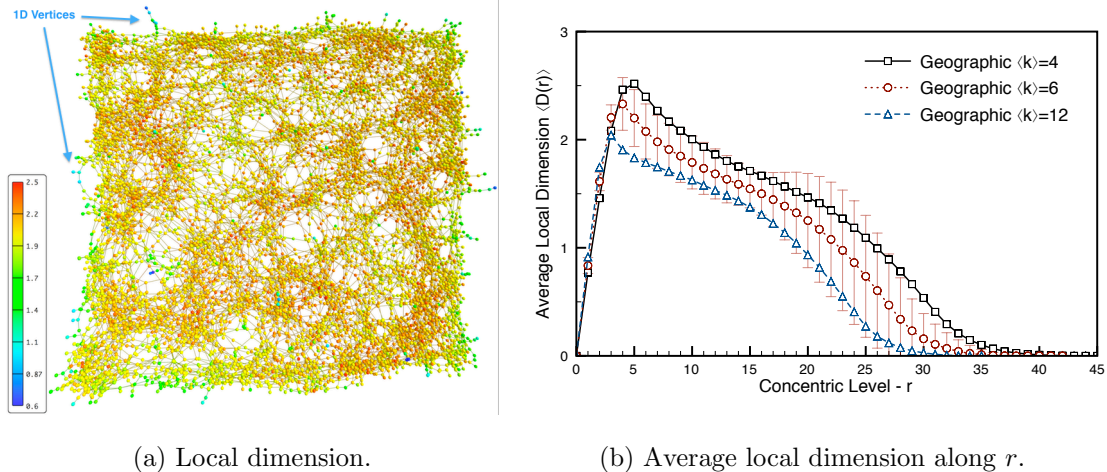 1D Vertices
2.5
2.2
1.9
1.7
1.4
1.1
0.87
0.6
3
2
1
0
Average Local Dimension ⟨D(r)⟩
Geographic ⟨k⟩=4
Geographic ⟨k⟩=6
Geographic ⟨k⟩=12
0 5 10 15 20 25 30 35 40 45
Concentric Level - r
(a) Local dimension.
(b) Average local dimension along r.